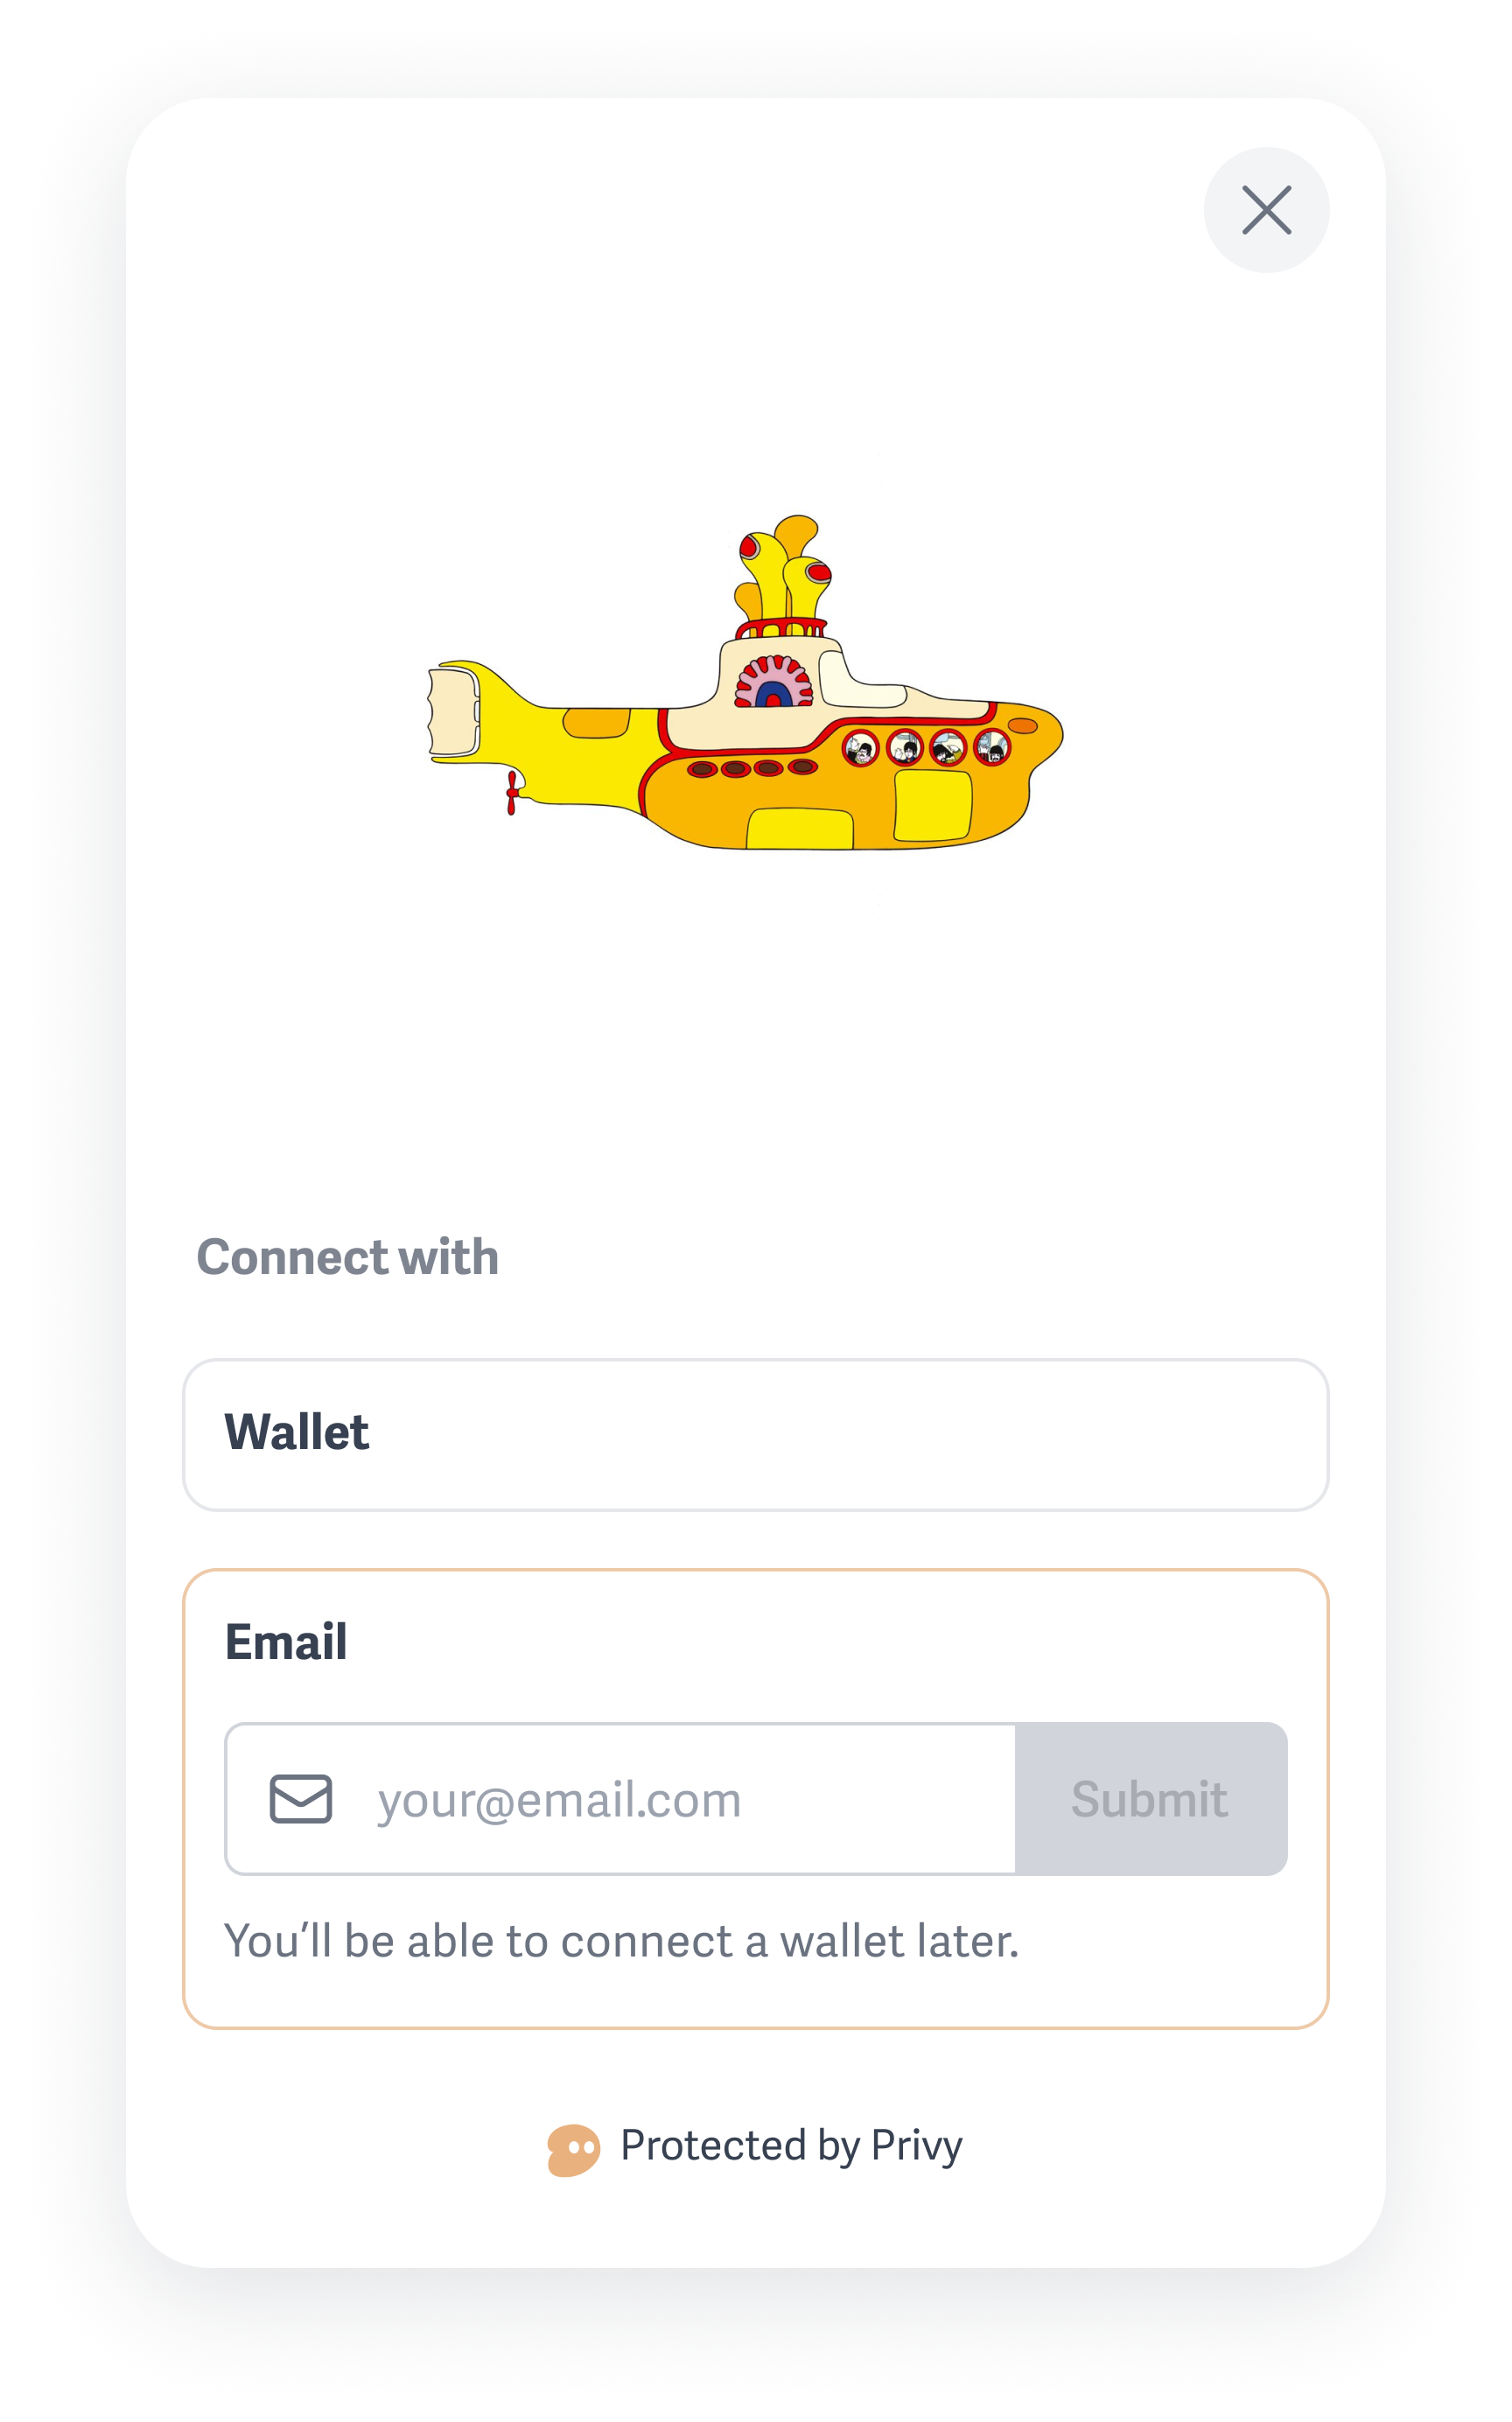 Connect with
Wallet
Email
your@email.com
Submit
You’ll be able to connect a wallet later.
Protected by Privy